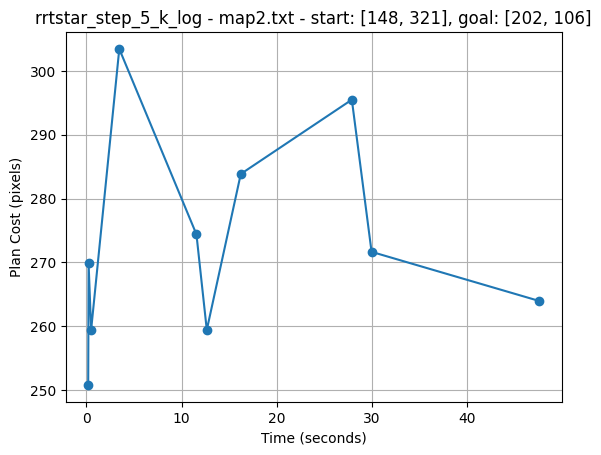 rrtstar_step_5_k_log - map2.txt - start: [148, 321], goal: [202, 106]
300
290
280
270
260
250
Plan Cost (pixels)
0 10 20 30 40
Time (seconds)